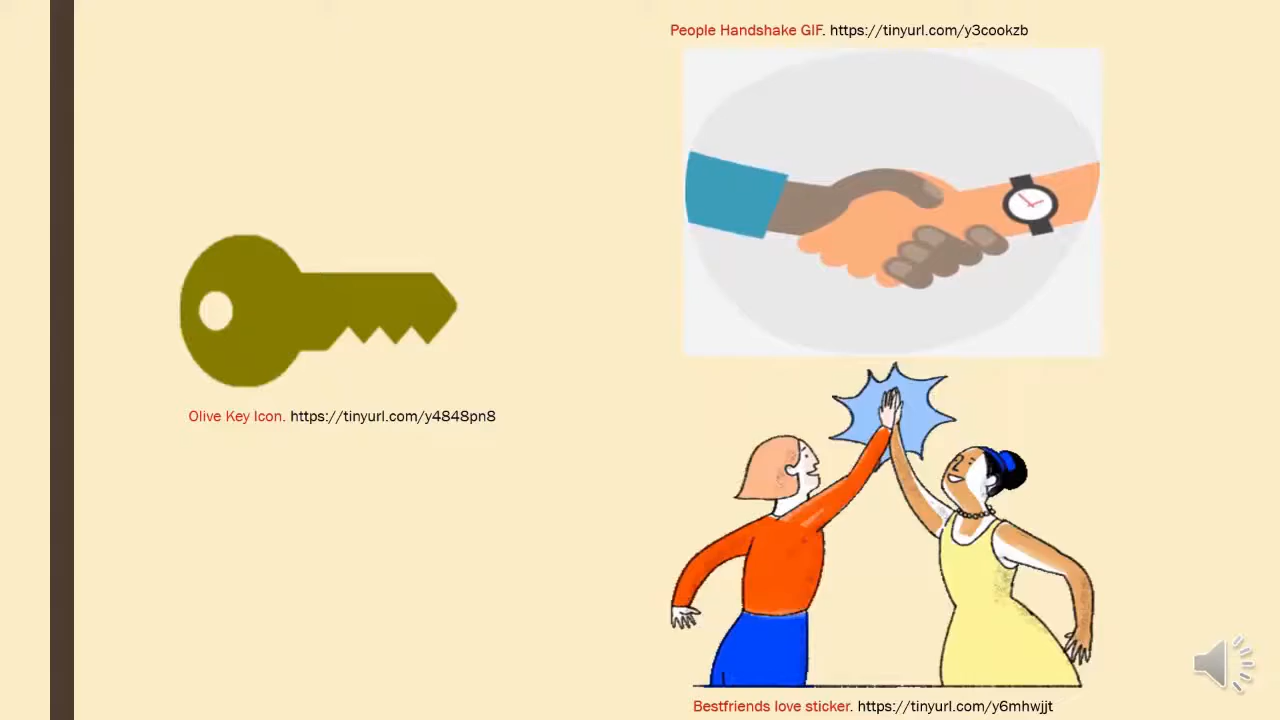 People Handshake GIF. https://tinyurl.com/y3cookzb
Olive Key Icon. https://tinyurl.com/y4848pn8
Bestfriends love sticker. https://tinyurl.com/y6mhwjjt